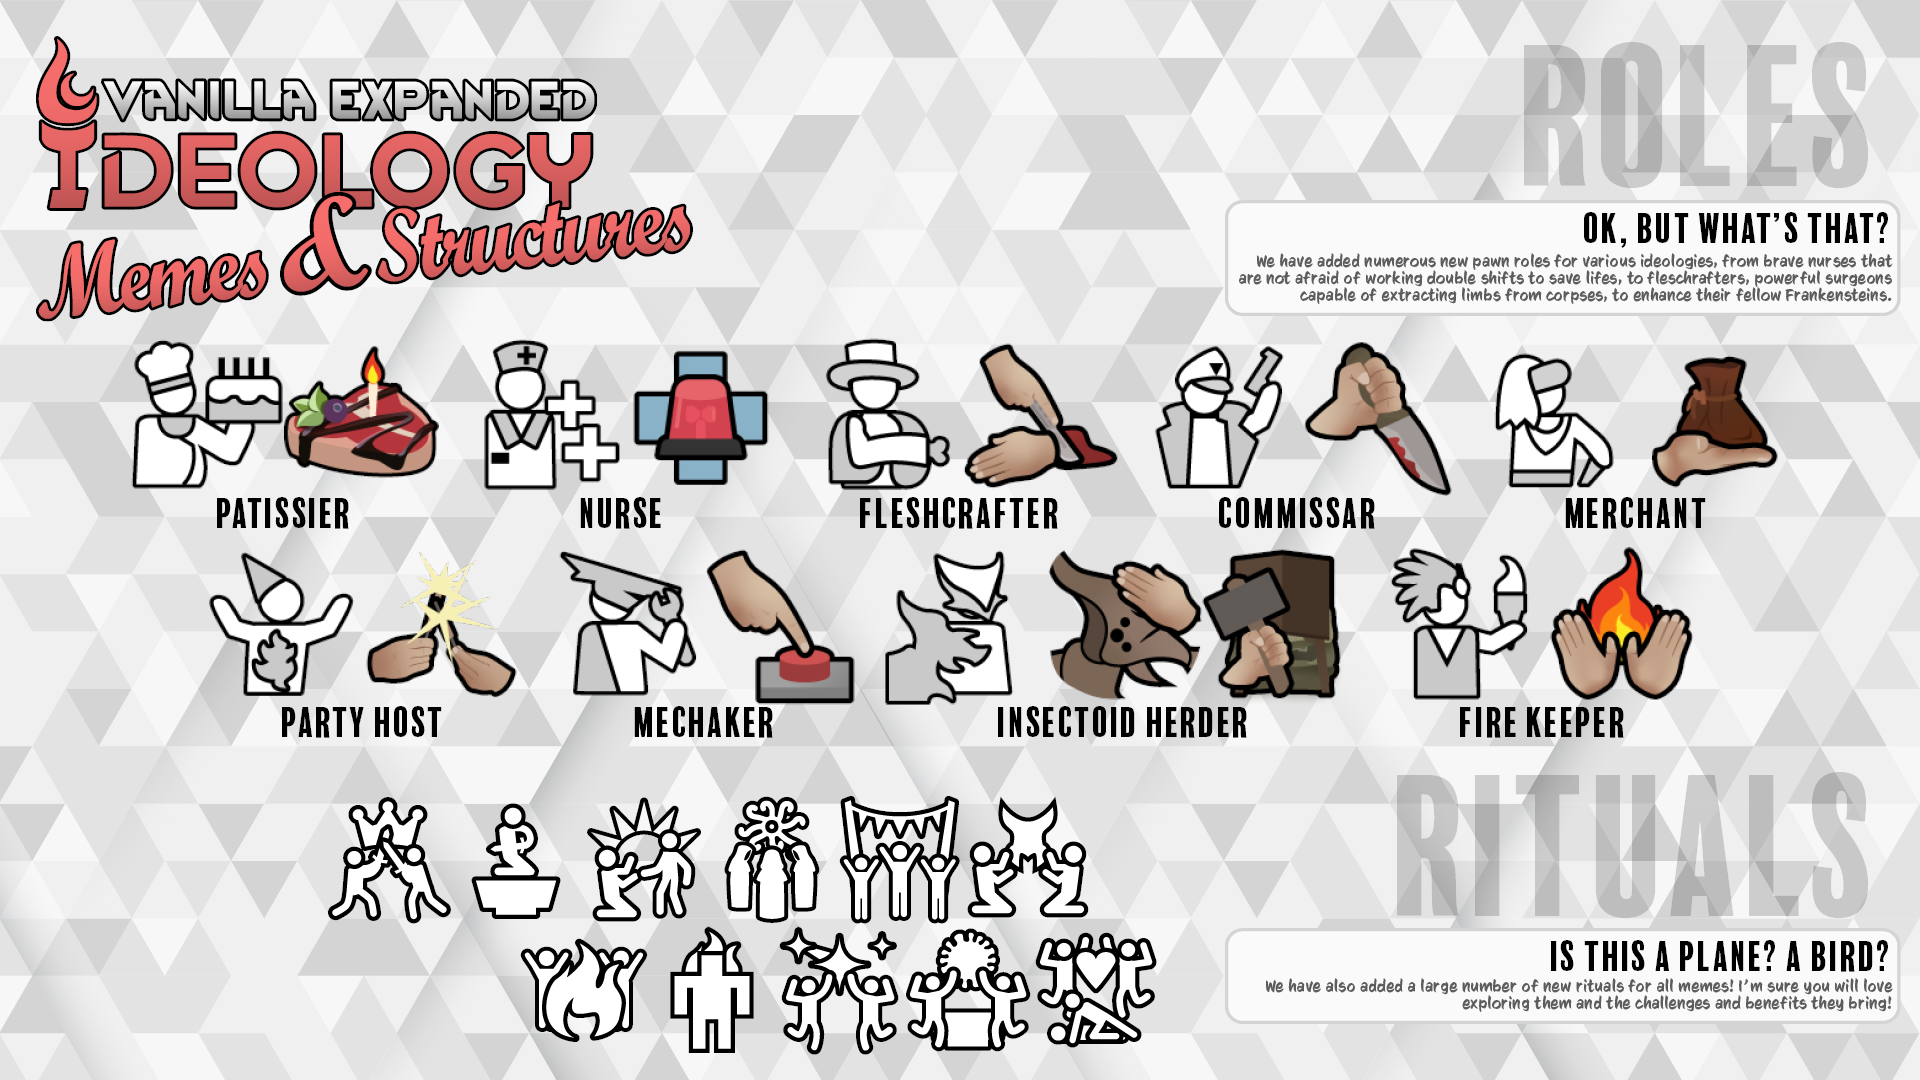 VANILLA EXPANDED
IDEOLOGY
Memes & Structures
ROLES
OK, BUT WHAT'S THAT?
We have added numerous new pawn roles for various ideologies, from brave nurses that
are not afraid of working double shifts to save lifes, to fleschrafters, powerful surgeons
capable of extracting limbs from corpses, to enhance their fellow Frankensteins.
PATISSIER
NURSE
FLESHCRAFTER
COMMISSAR
MERCHANT
PARTY HOST
MECHAKER
INSECTOID HERDER
FIRE KEEPER
RITUALS
IS THIS A PLANE? A BIRD?
We have also added a large number of new rituals for all memes! I'm sure you will love
exploring them and the challenges and benefits they bring!